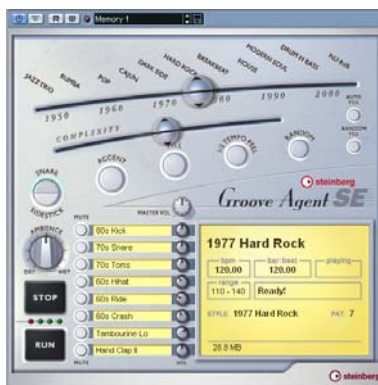 Memory 1
JAZZ TRIO RUMBA POP CAJUN DARK SIDE HARD ROCK BREAKBEAT HOUSE MODERN SOUL DRUM N BASS NU R&B
1950 1960 1970 1990 2000
AUTO FILL
COMPLEXITY
RANDOM FILL
ACCENT FILL 1/2 TEMPO FEEL RANDOM
SNARE
SIDESTICK
steinberg
Groove Agent SE
MASTER VOL
MUTE
AMBIENCE
DRY WET
80s Kick
70s Snare
70s Toms
60s Hihat
60s Ride
60s Crash
Tambourine Lo
Hand Clap II
MUTE
STOP
RUN
1977 Hard Rock
bpm bar:beat playing
120.00 120.00
range
110 - 140 Ready!
STYLE 1977 Hard Rock PAT 7
28.8 MB
steinberg